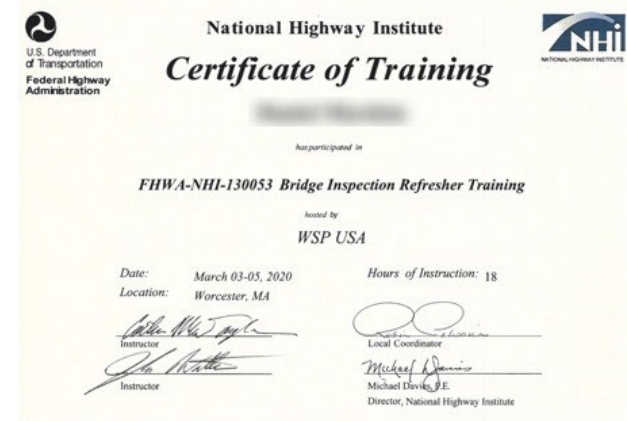 U.S. Department
of Transportation
Federal Highway
Administration
National Highway Institute
NHi
NATIONAL HIGHWAY INSTITUTE
Certificate of Training
has participated in
FHWA-NHI-130053 Bridge Inspection Refresher Training
hosted by
WSP USA
Date: March 03-05, 2020
Location: Worcester, MA
Hours of Instruction: 18
Instructor
Instructor
Local Coordinator
Michael Davies, P.E.
Director, National Highway Institute